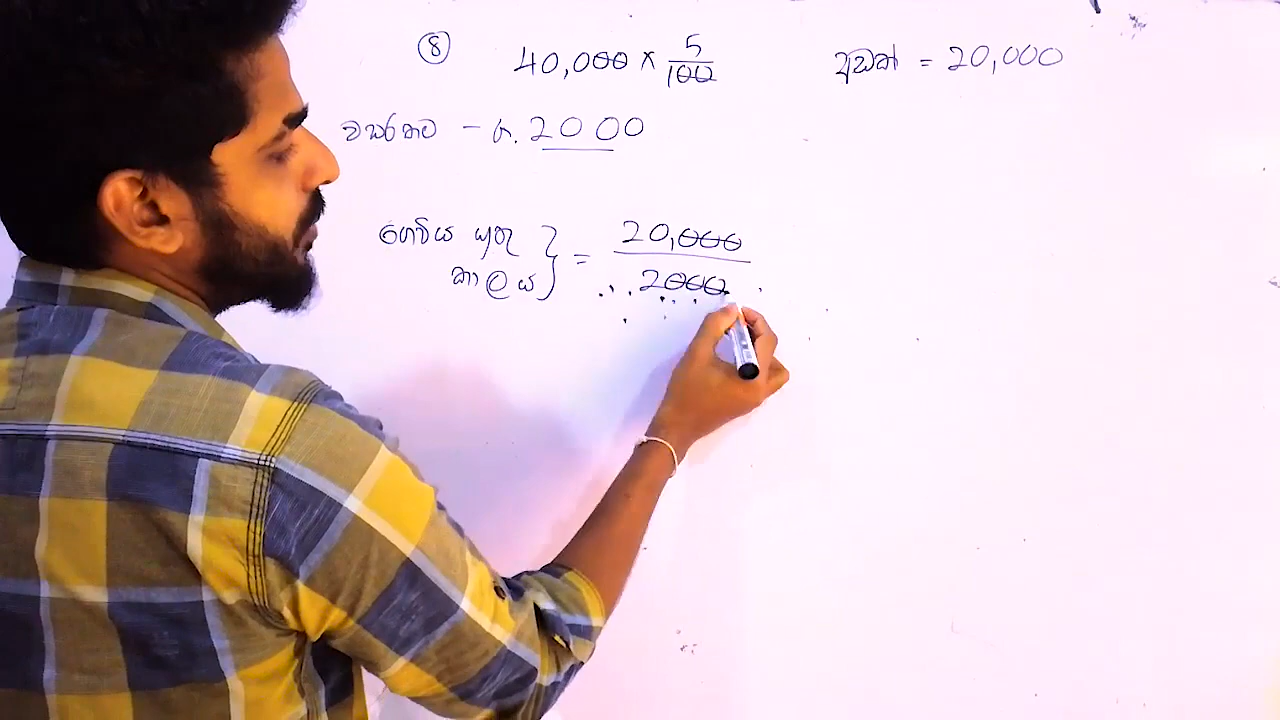 ⑧ 40,000 × 5/100 අඩක් = 20,000
වසරකට - රු. 2000
ගෙවිය යුතු කාලය } = 20,000/2000